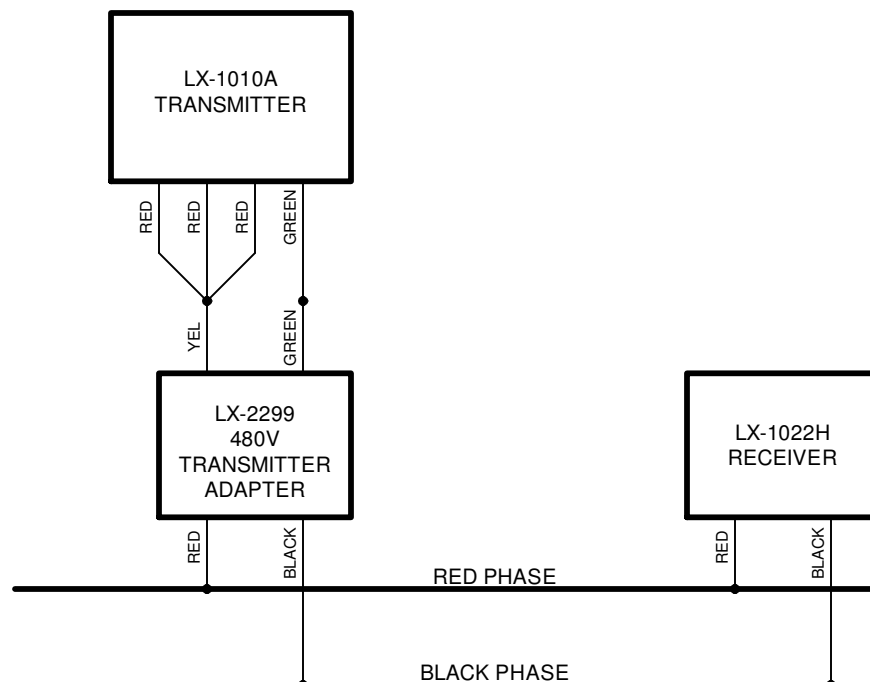 LX-1010A
TRANSMITTER
RED
RED
RED
GREEN
YEL
GREEN
LX-2299
480V
TRANSMITTER
ADAPTER
LX-1022H
RECEIVER
RED
BLACK
RED
BLACK
RED PHASE
BLACK PHASE